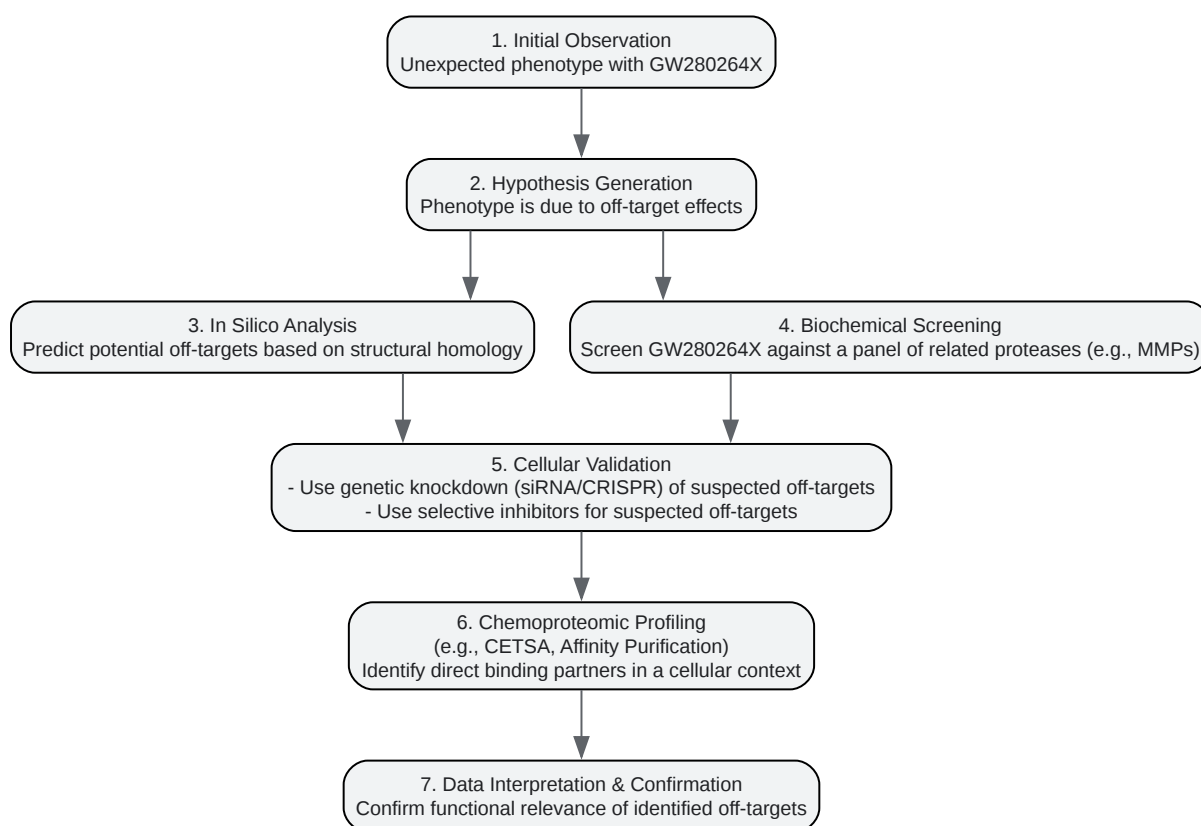 1. Initial Observation
Unexpected phenotype with GW280264X
2. Hypothesis Generation
Phenotype is due to off-target effects
3. In Silico Analysis
Predict potential off-targets based on structural homology
4. Biochemical Screening
Screen GW280264X against a panel of related proteases (e.g., MMPs)
5. Cellular Validation
- Use genetic knockdown (siRNA/CRISPR) of suspected off-targets
- Use selective inhibitors for suspected off-targets
6. Chemoproteomic Profiling
(e.g., CETSA, Affinity Purification)
Identify direct binding partners in a cellular context
7. Data Interpretation & Confirmation
Confirm functional relevance of identified off-targets